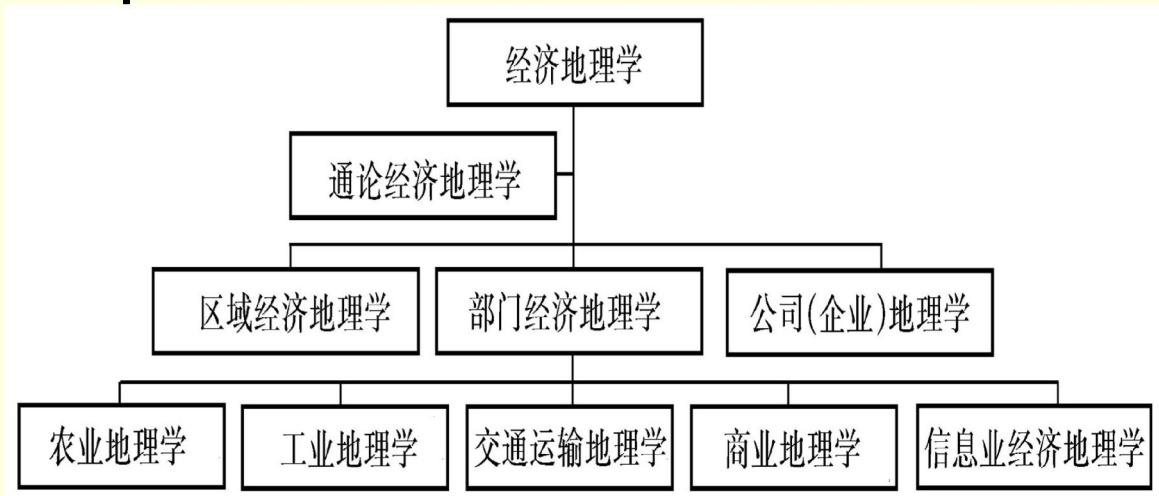 经济地理学
通论经济地理学
区域经济地理学
部门经济地理学
公司(企业)地理学
农业地理学
工业地理学
交通运输地理学
商业地理学
信息业经济地理学